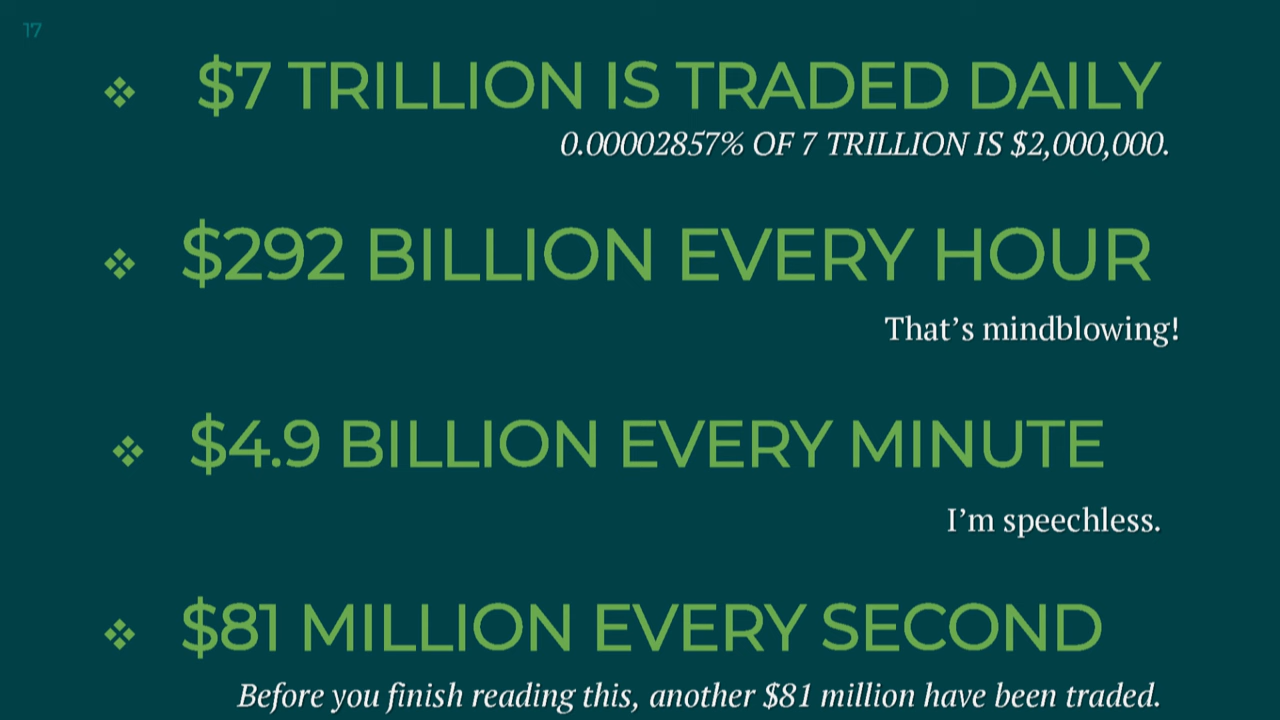 17
❖ $7 TRILLION IS TRADED DAILY
0.00002857% OF 7 TRILLION IS $2,000,000.
❖ $292 BILLION EVERY HOUR
That’s mindblowing!
❖ $4.9 BILLION EVERY MINUTE
I’m speechless.
❖ $81 MILLION EVERY SECOND
Before you finish reading this, another $81 million have been traded.